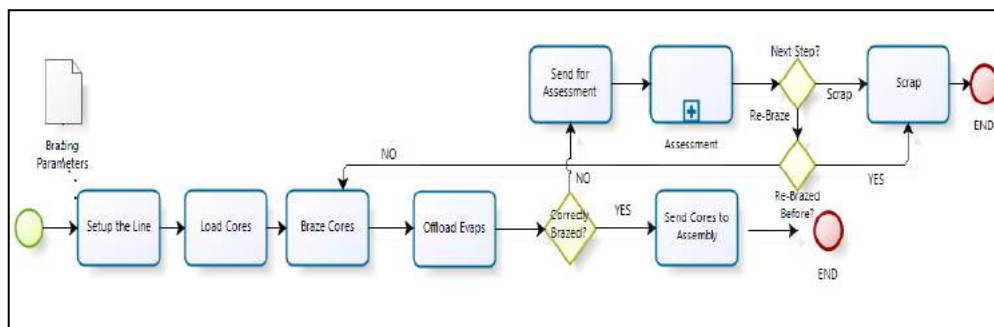 Next Step?
Send for
Assessment
Scrap
Scrap
END
Re-Braze
Assessment
Brazing
Parameters
NO
NO
YES
Re-Brazed
Before?
Setup the Line
Load Cores
Braze Cores
Offload Evaps
Correctly
Brazed?
YES
Send Cores to
Assembly
END